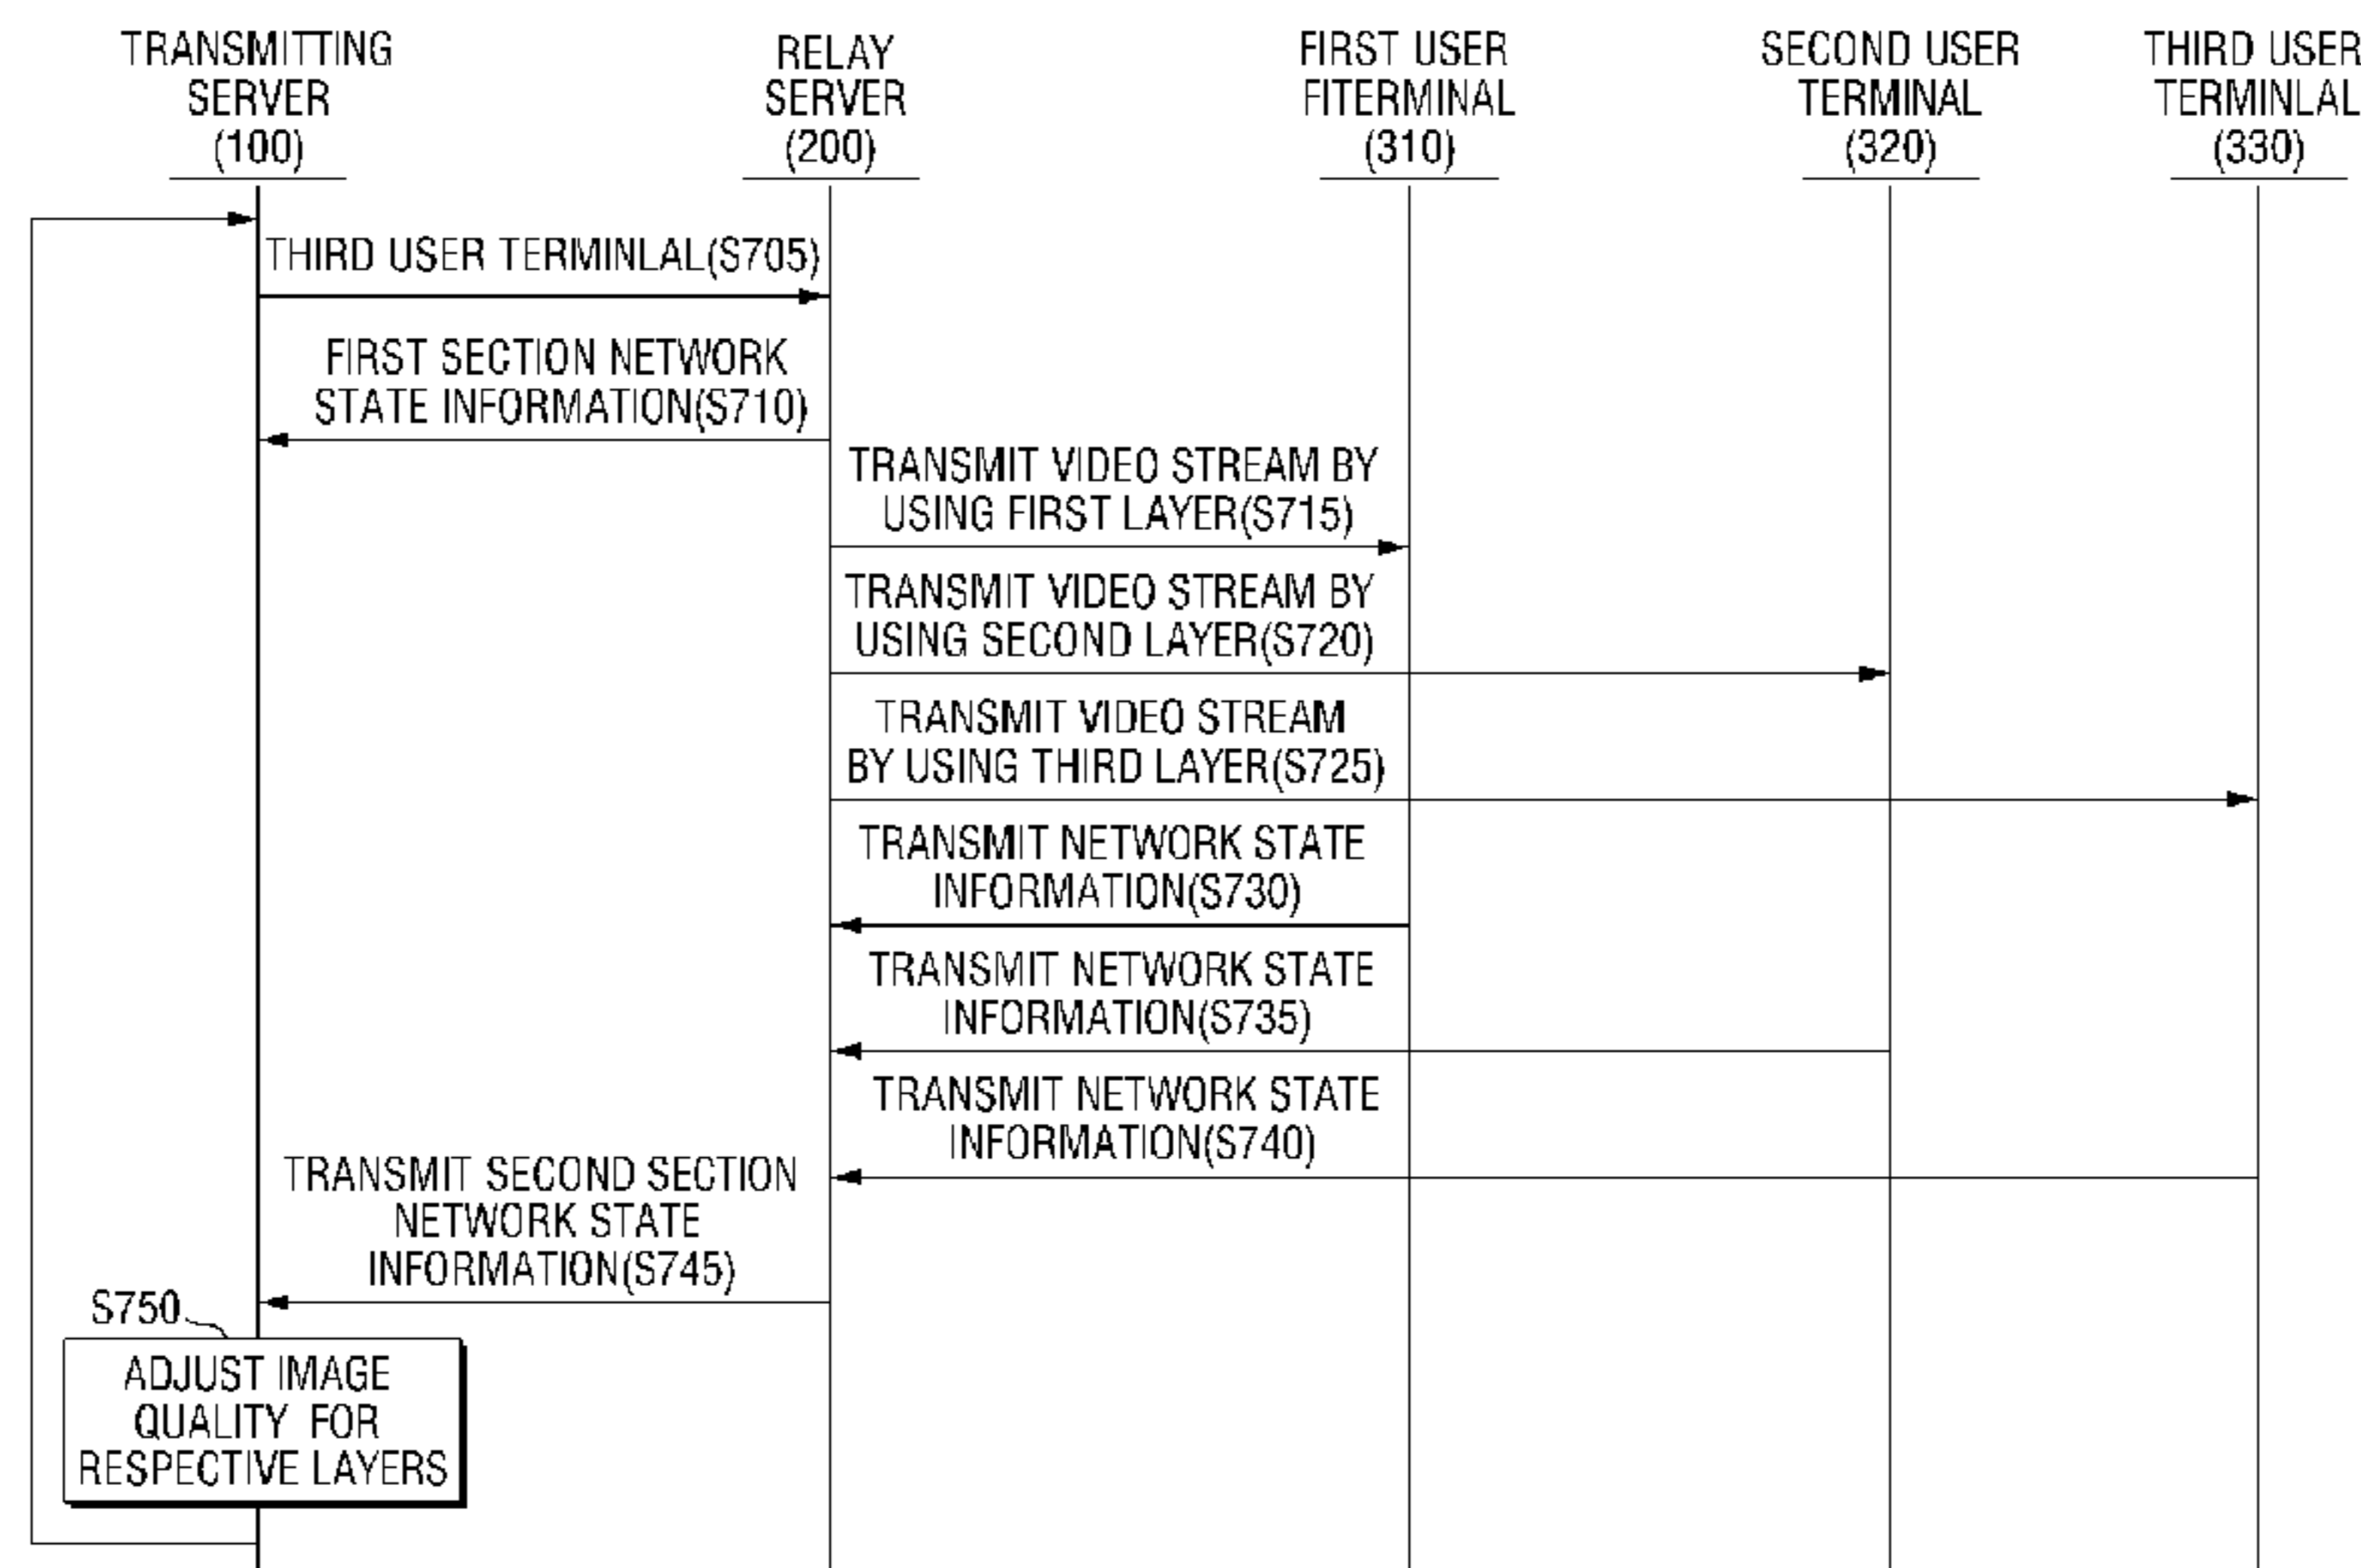 TRANSMITTING
SERVER
(100)
RELAY
SERVER
(200)
FIRST USER
FITERMINAL
(310)
SECOND USER
TERMINAL
(320)
THIRD USER
TERMINLAL
(330)
THIRD USER TERMINLAL(S705)
FIRST SECTION NETWORK
STATE INFORMATION(S710)
TRANSMIT VIDEO STREAM BY
USING FIRST LAYER(S715)
TRANSMIT VIDEO STREAM BY
USING SECOND LAYER(S720)
TRANSMIT VIDEO STREAM
BY USING THIRD LAYER(S725)
TRANSMIT NETWORK STATE
INFORMATION(S730)
TRANSMIT NETWORK STATE
INFORMATION(S735)
TRANSMIT NETWORK STATE
INFORMATION(S740)
TRANSMIT SECOND SECTION
NETWORK STATE
INFORMATION(S745)
S750
ADJUST IMAGE
QUALITY FOR
RESPECTIVE LAYERS